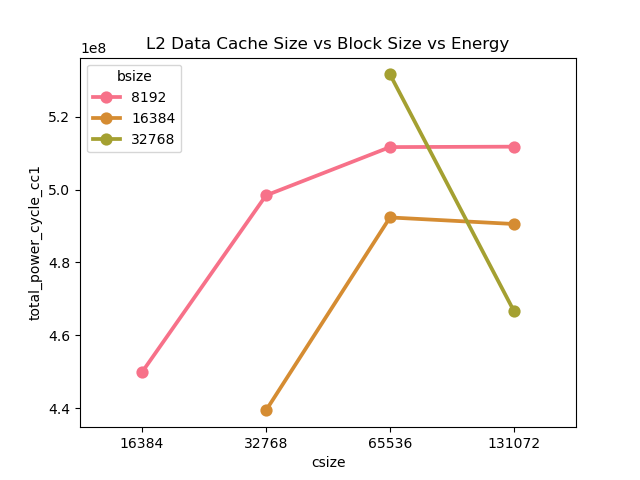 L2 Data Cache Size vs Block Size vs Energy
1e8
bsize
8192
16384
32768
5.2
5.0
4.8
4.6
4.4
total_power_cycle_cc1
16384 32768 65536 131072
csize